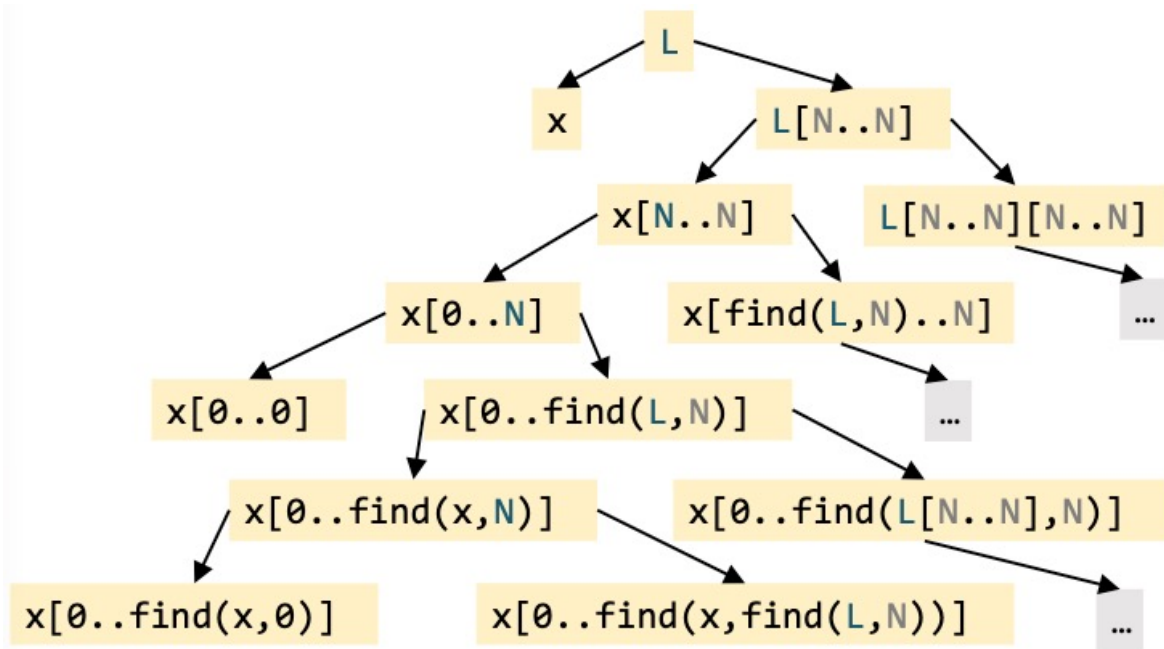 L
x
L[N..N]
x[N..N]
L[N..N][N..N]
x[0..N]
x[find(L,N)..N]
…
x[0..0]
x[0..find(L,N)]
…
x[0..find(x,N)]
x[0..find(L[N..N],N)]
x[0..find(x,0)]
x[0..find(x,find(L,N))]
…